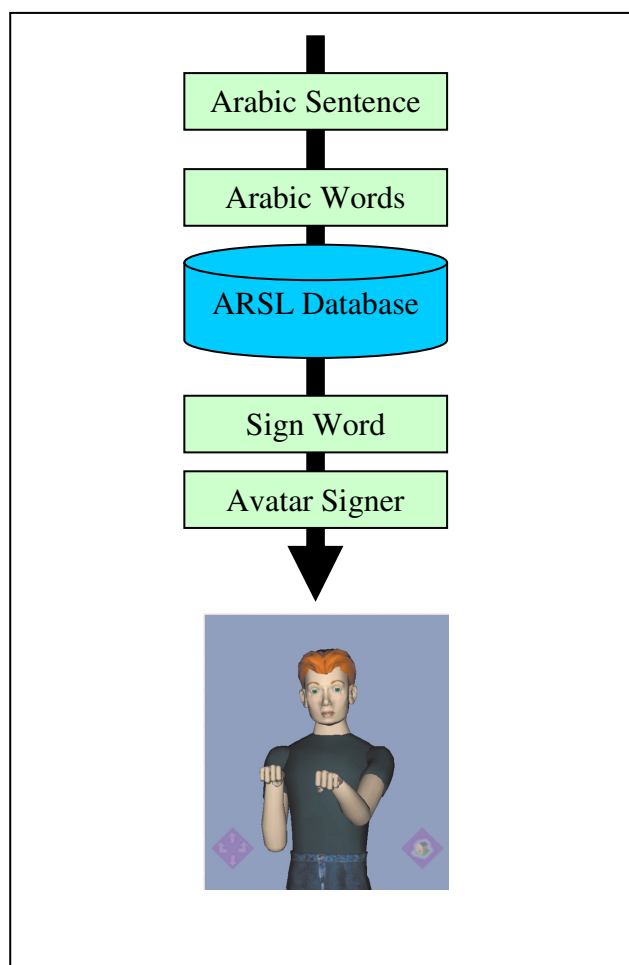 Arabic Sentence
Arabic Words
ARSL Database
Sign Word
Avatar Signer